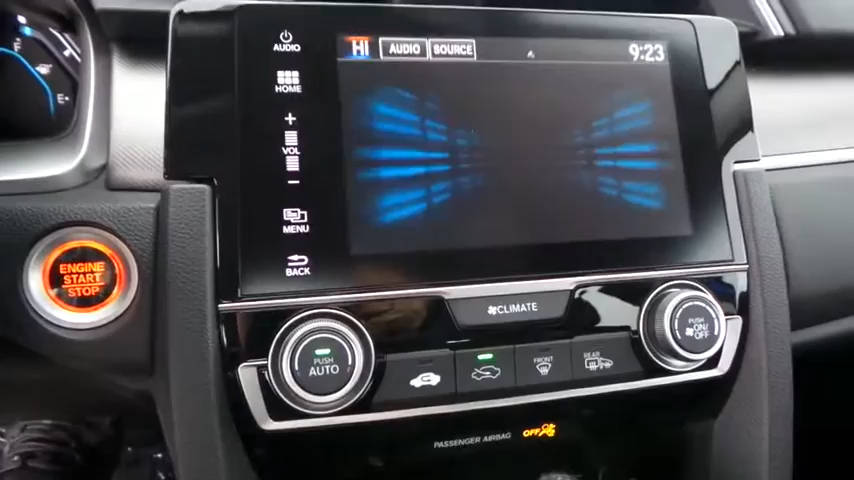 AUDIO
HI
AUDIO
SOURCE
9:23
HOME
+
VOL
−
MENU
BACK
F
E
ENGINE
START
STOP
CLIMATE
PUSH
AUTO
PUSH
ON/
OFF
FRONT
REAR
PASSENGER AIRBAG
OFF